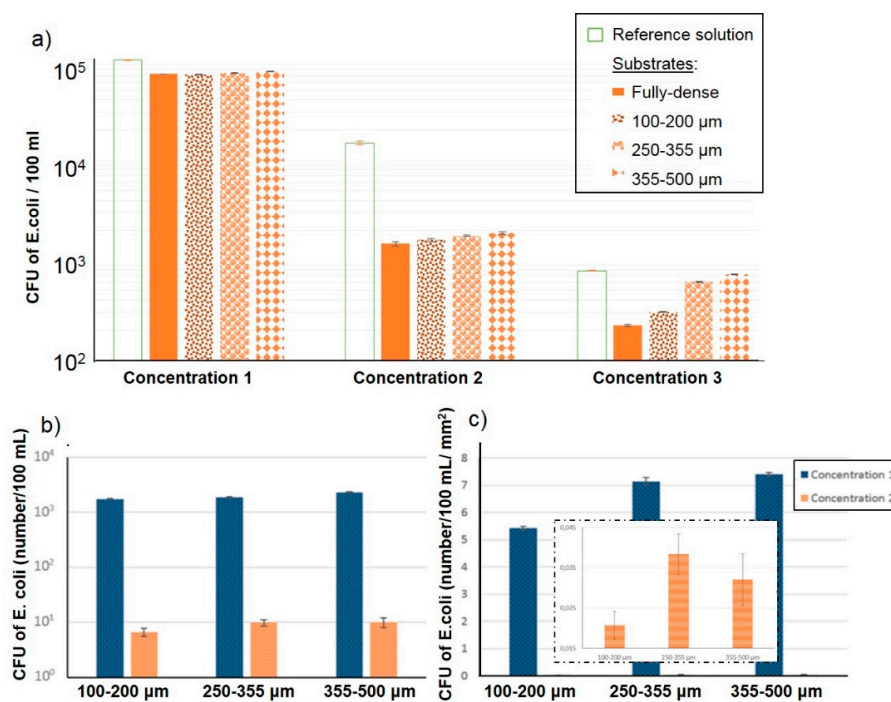 a)
Reference solution
Substrates:
Fully-dense
100-200 µm
250-355 µm
355-500 µm
CFU of E.coli / 100 ml
10⁵
10⁴
10³
10²
Concentration 1
Concentration 2
Concentration 3
b)
CFU of E. coli (number/100 mL)
10⁴
10³
10²
10¹
10⁰
100-200 µm
250-355 µm
355-500 µm
c)
CFU of E.coli (number/100 mL/ mm²)
8
7
6
5
4
3
2
1
0
Concentration 1
Concentration 2
0,045
0,035
0,025
0,015
100-200 µm
250-355 µm
355-500 µm
100-200 µm
250-355 µm
355-500 µm